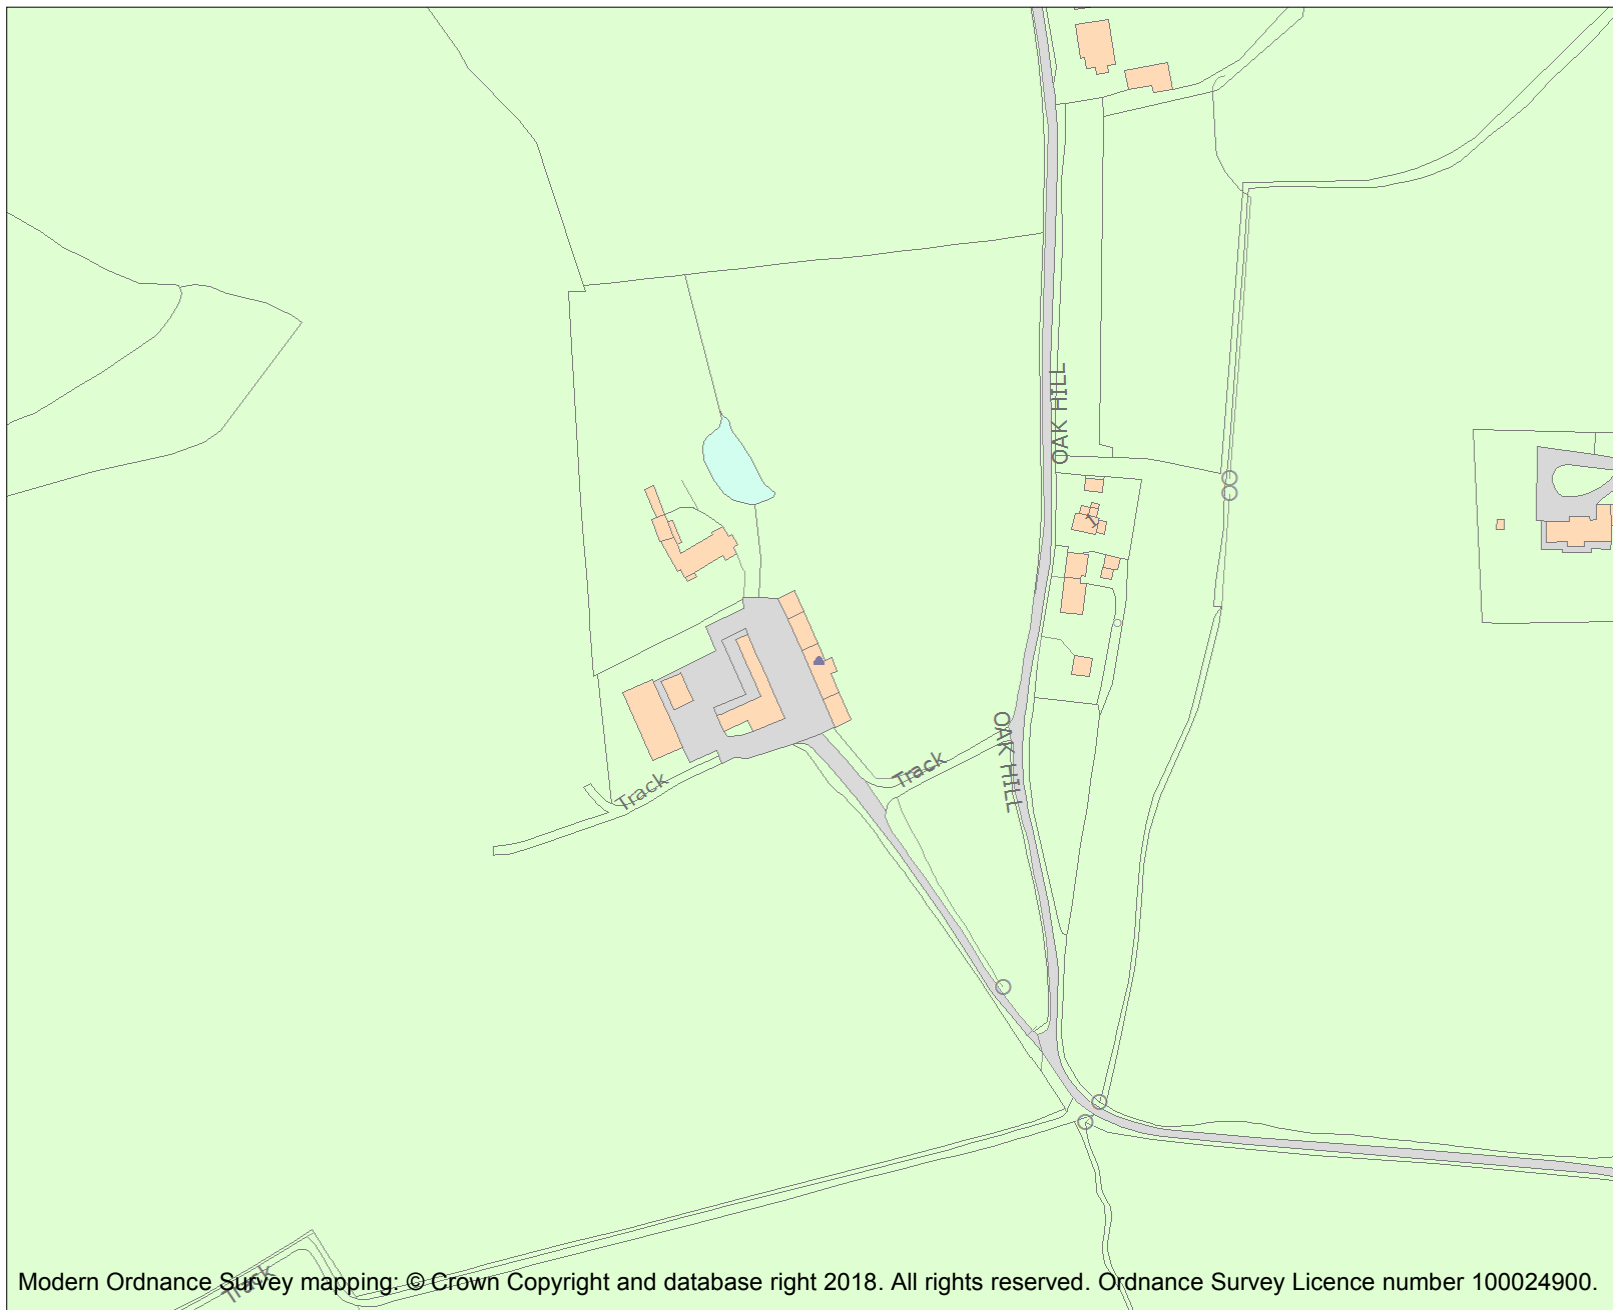 OAK HILL
1
OAK HILL
Track
Track
Track
Modern Ordnance Survey mapping: © Crown Copyright and database right 2018. All rights reserved. Ordnance Survey Licence number 100024900.